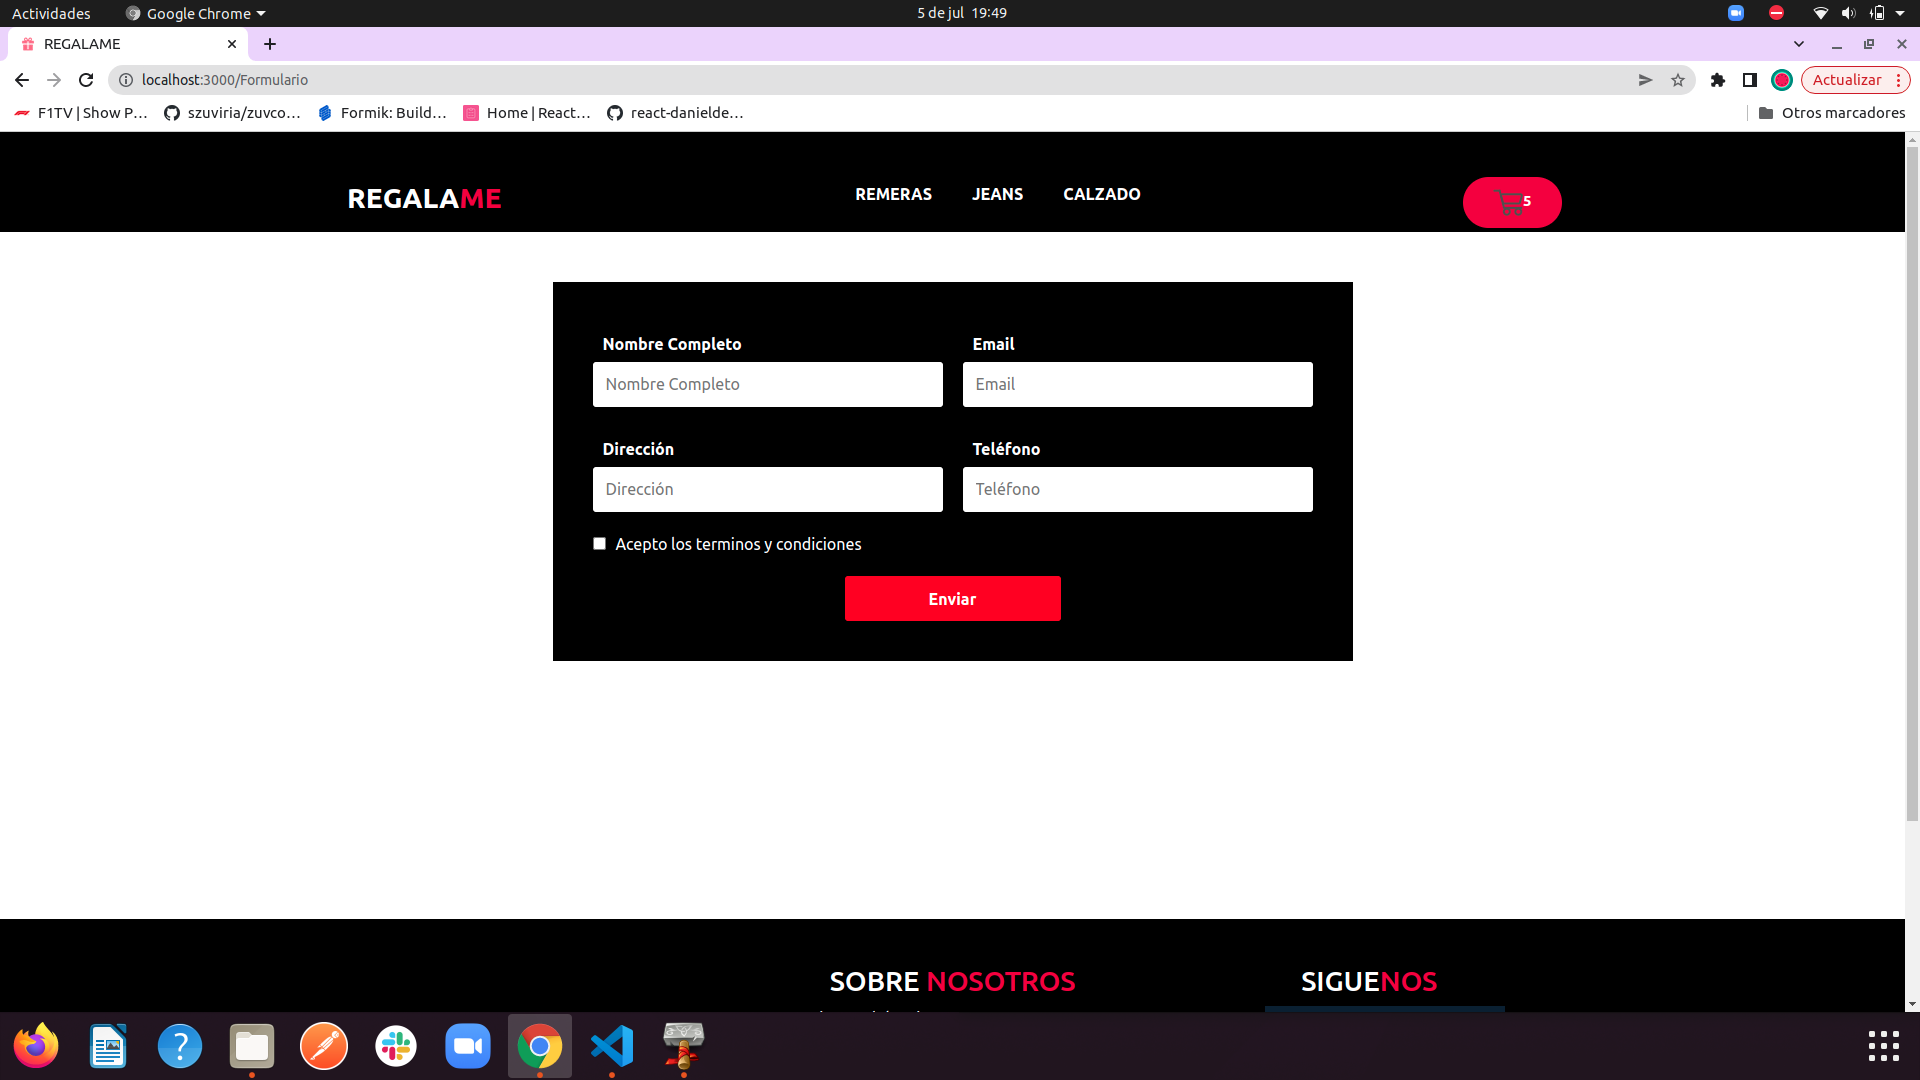 Actividades
Google Chrome
5 de jul 19:49
REGALAME
localhost:3000/Formulario
Actualizar
F1TV | Show P...
szuviria/zuvco...
Formik: Build...
Home | React...
react-danielde...
Otros marcadores
REGALAME
REMERAS
JEANS
CALZADO
5
Nombre Completo
Email
Nombre Completo
Email
Dirección
Teléfono
Dirección
Teléfono
Acepto los terminos y condiciones
Enviar
SOBRE NOSOTROS
SIGUENOS